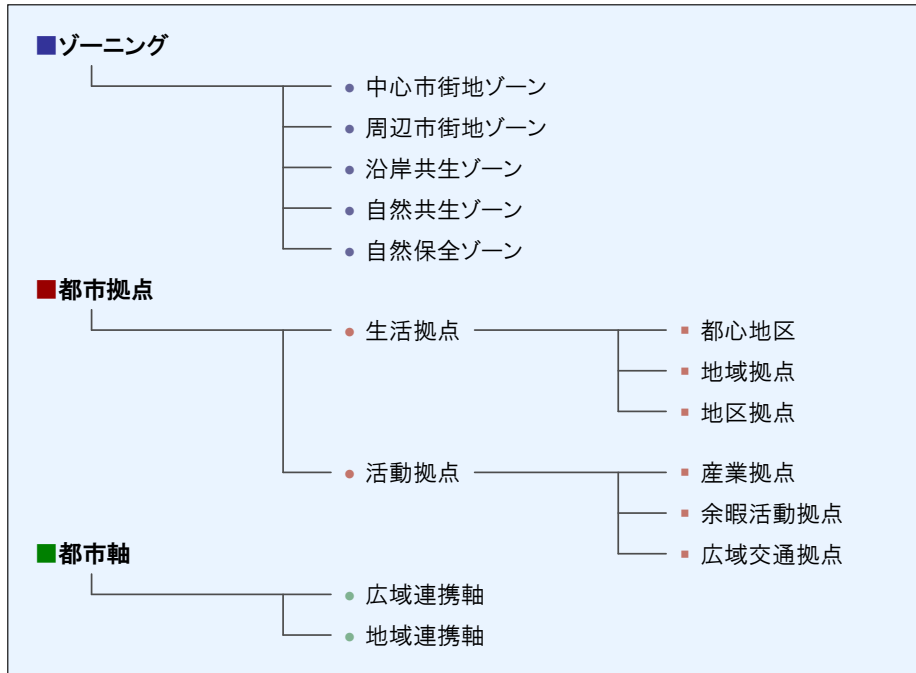 ■ゾーニング
● 中心市街地ゾーン
● 周辺市街地ゾーン
● 沿岸共生ゾーン
● 自然共生ゾーン
● 自然保全ゾーン
■都市拠点
● 生活拠点 ■ 都心地区
■ 地域拠点
■ 地区拠点
● 活動拠点 ■ 産業拠点
■ 余暇活動拠点
■都市軸 ■ 広域交通拠点
● 広域連携軸
● 地域連携軸